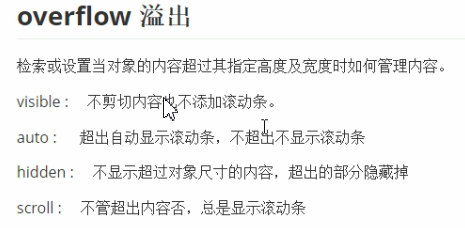 overflow 溢出
检索或设置当对象的内容超过其指定高度及宽度时如何管理内容。
visible : 不剪切内容也不添加滚动条。
auto : 超出自动显示滚动条，不超出不显示滚动条
hidden : 不显示超过对象尺寸的内容，超出的部分隐藏掉
scroll : 不管超出内容否，总是显示滚动条